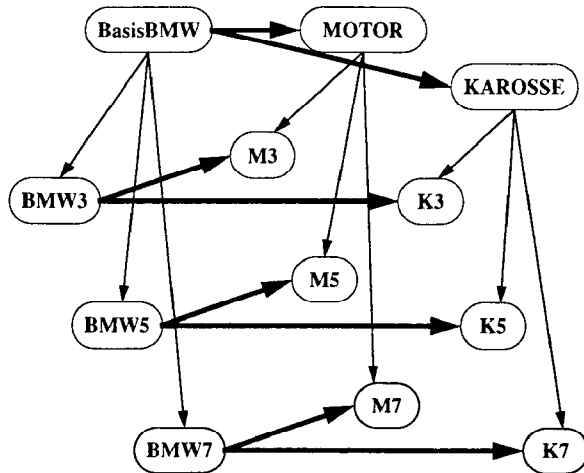 BasisBMW
MOTOR
KAROSSE
M3
BMW3
K3
M5
BMW5
K5
M7
BMW7
K7